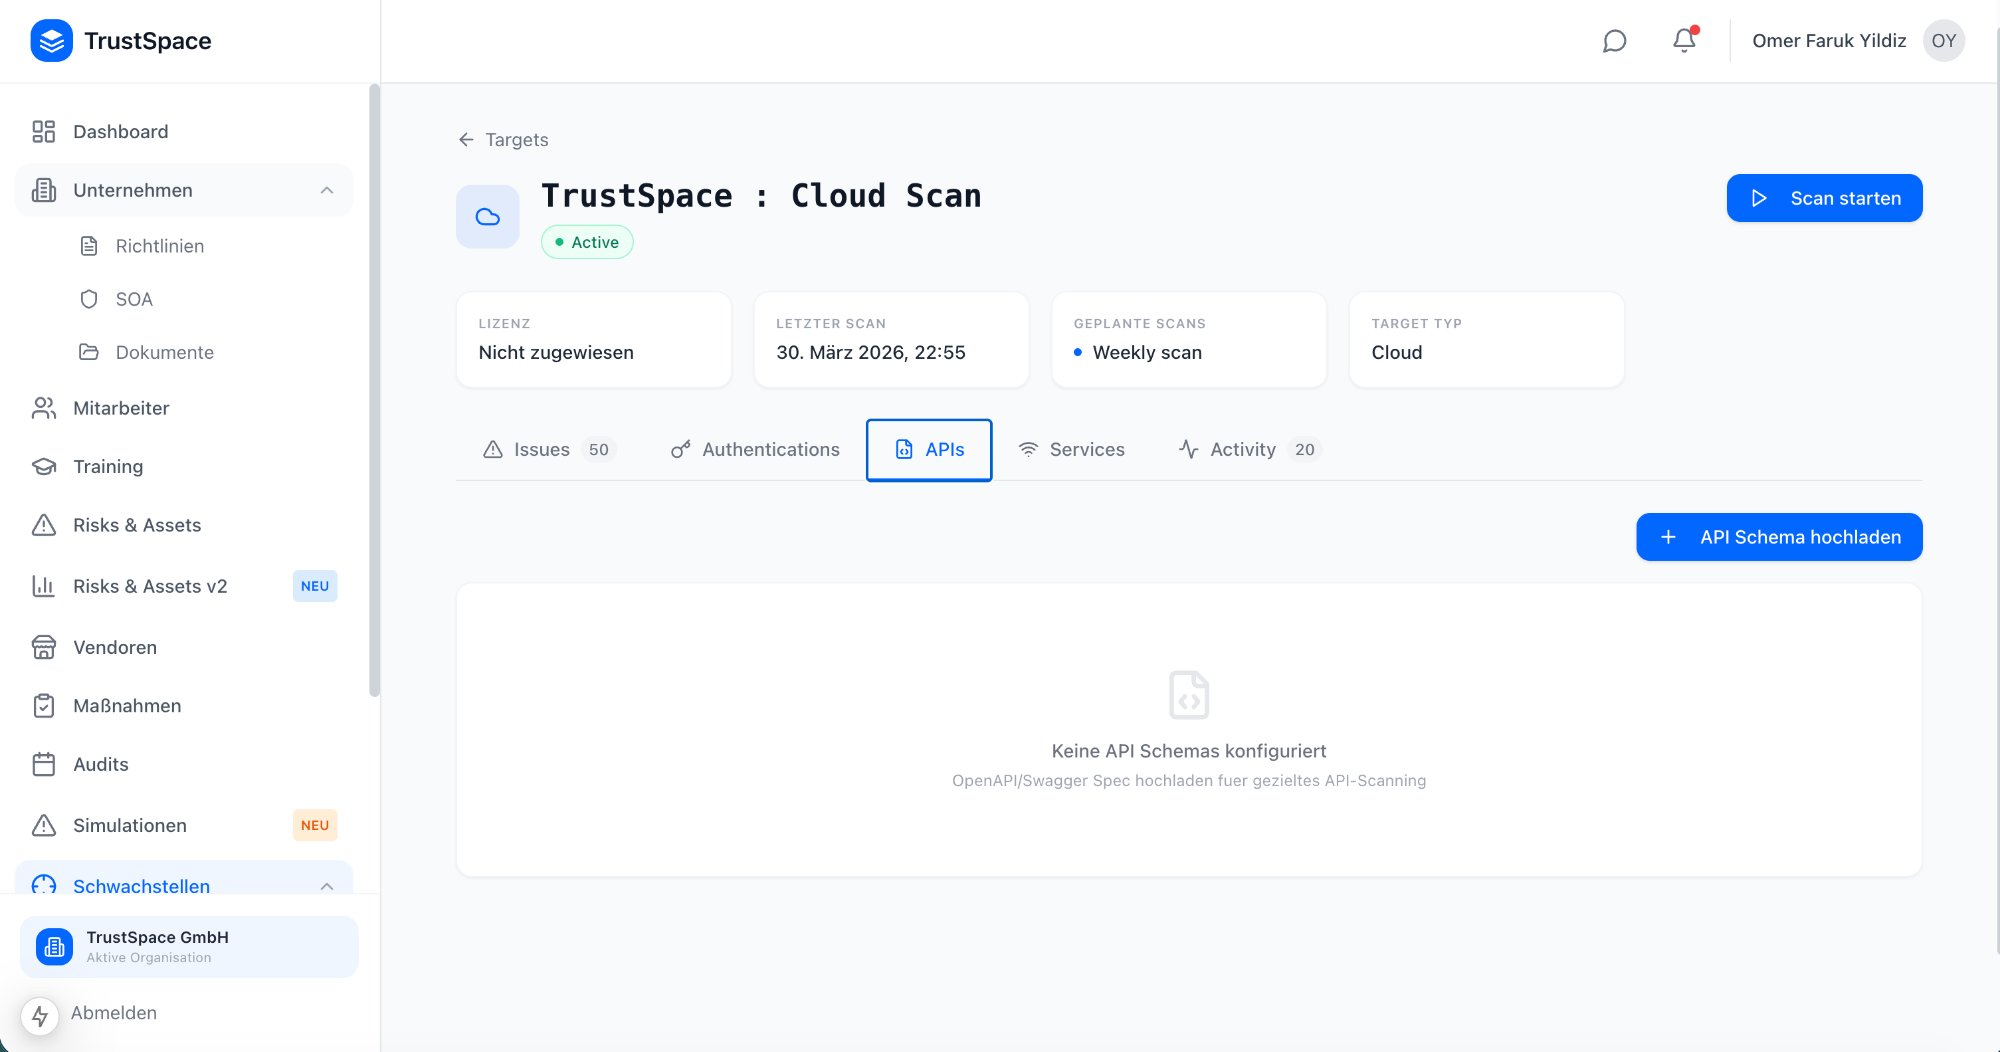 TrustSpace
Omer Faruk Yildiz
OY
Dashboard
Unternehmen
Richtlinien
SOA
Dokumente
Mitarbeiter
Training
Risks & Assets
Risks & Assets v2
NEU
Vendoren
Maßnahmen
Audits
Simulationen
NEU
Schwachstellen
TrustSpace GmbH
Aktive Organisation
Abmelden
Targets
TrustSpace : Cloud Scan
Active
Scan starten
LIZENZ
Nicht zugewiesen
LETZTER SCAN
30. März 2026, 22:55
GEPLANTE SCANS
Weekly scan
TARGET TYP
Cloud
Issues 50
Authentications
APIs
Services
Activity 20
API Schema hochladen
Keine API Schemas konfiguriert
OpenAPI/Swagger Spec hochladen fuer gezieltes API-Scanning